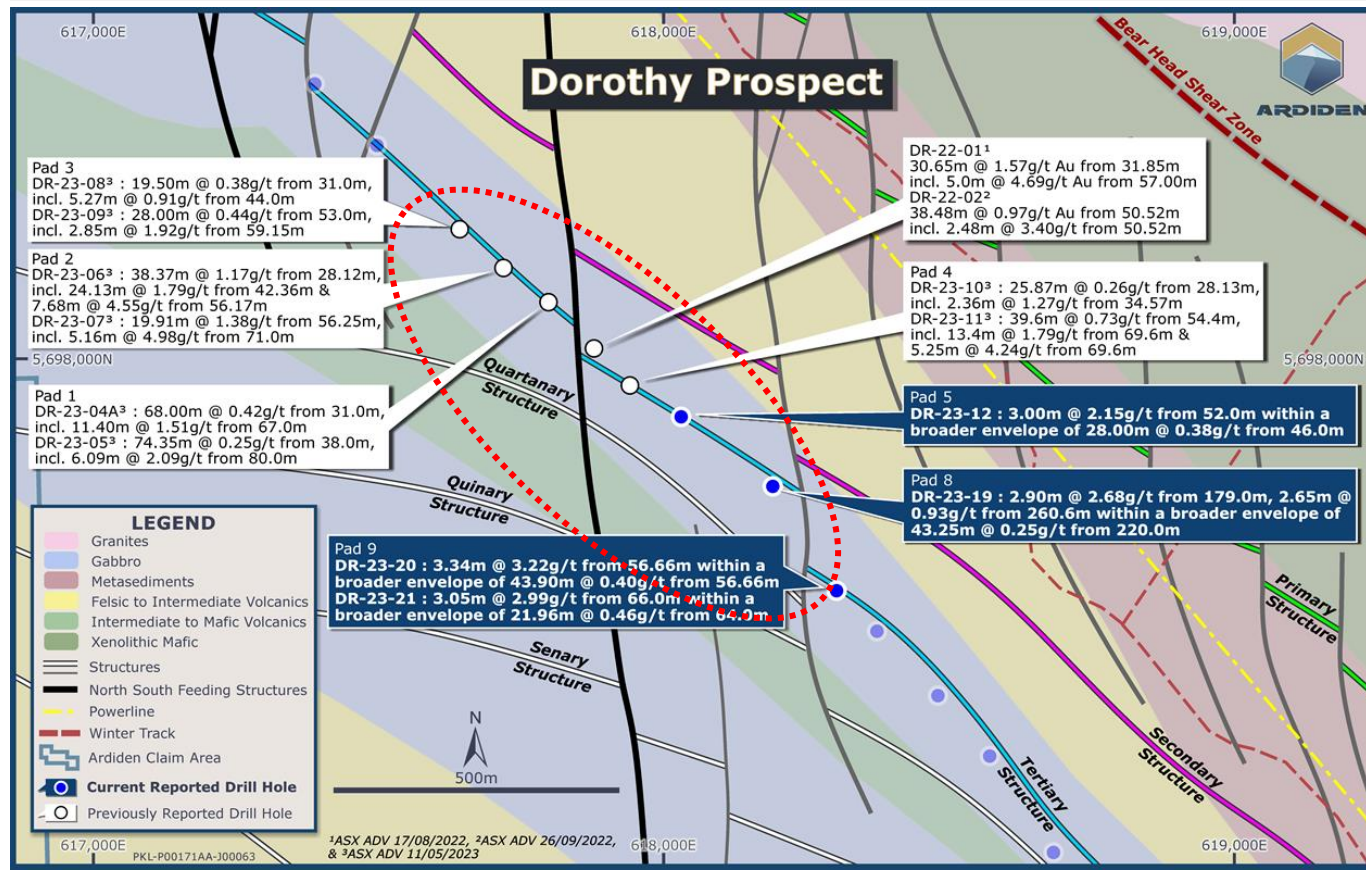 617,000E
618,000E
619,000E
Dorothy Prospect
Bear Head Shear Zone
ARDIDEN
Pad 3
DR-23-08³ : 19.50m @ 0.38g/t from 31.0m,
incl. 5.27m @ 0.91g/t from 44.0m
DR-23-09³ : 28.00m @ 0.44g/t from 53.0m,
incl. 2.85m @ 1.92g/t from 59.15m
Pad 2
DR-23-06³ : 38.37m @ 1.17g/t from 28.12m,
incl. 24.13m @ 1.79g/t from 42.36m &
7.68m @ 4.55g/t from 56.17m
DR-23-07³ : 19.91m @ 1.38g/t from 56.25m,
incl. 5.16m @ 4.98g/t from 71.0m
5,698,000N
Pad 1
DR-23-04A³ : 68.00m @ 0.42g/t from 31.0m,
incl. 11.40m @ 1.51g/t from 67.0m
DR-23-05³ : 74.35m @ 0.25g/t from 38.0m,
incl. 6.09m @ 2.09g/t from 80.0m
DR-22-01¹
30.65m @ 1.57g/t Au from 31.85m
incl. 5.0m @ 4.69g/t Au from 57.00m
DR-22-02²
38.48m @ 0.97g/t Au from 50.52m
incl. 2.48m @ 3.40g/t Au from 50.52m
Pad 4
DR-23-10³ : 25.87m @ 0.26g/t from 28.13m,
incl. 2.36m @ 1.27g/t from 34.57m
DR-23-11³ : 39.6m @ 0.73g/t from 54.4m,
incl. 13.4m @ 1.79g/t from 69.6m &
5.25m @ 4.24g/t from 69.6m
5,698,000N
Pad 5
DR-23-12 : 3.00m @ 2.15g/t from 52.0m within a
broader envelope of 28.00m @ 0.38g/t from 46.0m
Pad 8
DR-23-19 : 2.90m @ 2.68g/t from 179.0m, 2.65m @
0.93g/t from 260.6m within a broader envelope of
43.25m @ 0.25g/t from 220.0m
Quartanary
Structure
Quinary
Structure
Pad 9
DR-23-20 : 3.34m @ 3.22g/t from 56.66m within a
broader envelope of 43.90m @ 0.40g/t from 56.66m
DR-23-21 : 3.05m @ 2.99g/t from 66.0m within a
broader envelope of 21.96m @ 0.46g/t from 64.0m
Senary
Structure
Primary
Structure
Secondary
Structure
Tertiary
Structure
LEGEND
Granites
Gabbro
Metasediments
Felsic to Intermediate Volcanics
Intermediate to Mafic Volcanics
Xenolithic Mafic
Structures
North South Feeding Structures
Powerline
Winter Track
Ardiden Claim Area
Current Reported Drill Hole
Previously Reported Drill Hole
N
500m
617,000E
PKL-P00171AA-J00063
¹ASX ADV 17/08/2022, ²ASX ADV 26/09/2022,
& ³ASX ADV 11/05/2023
618,000E
619,000E